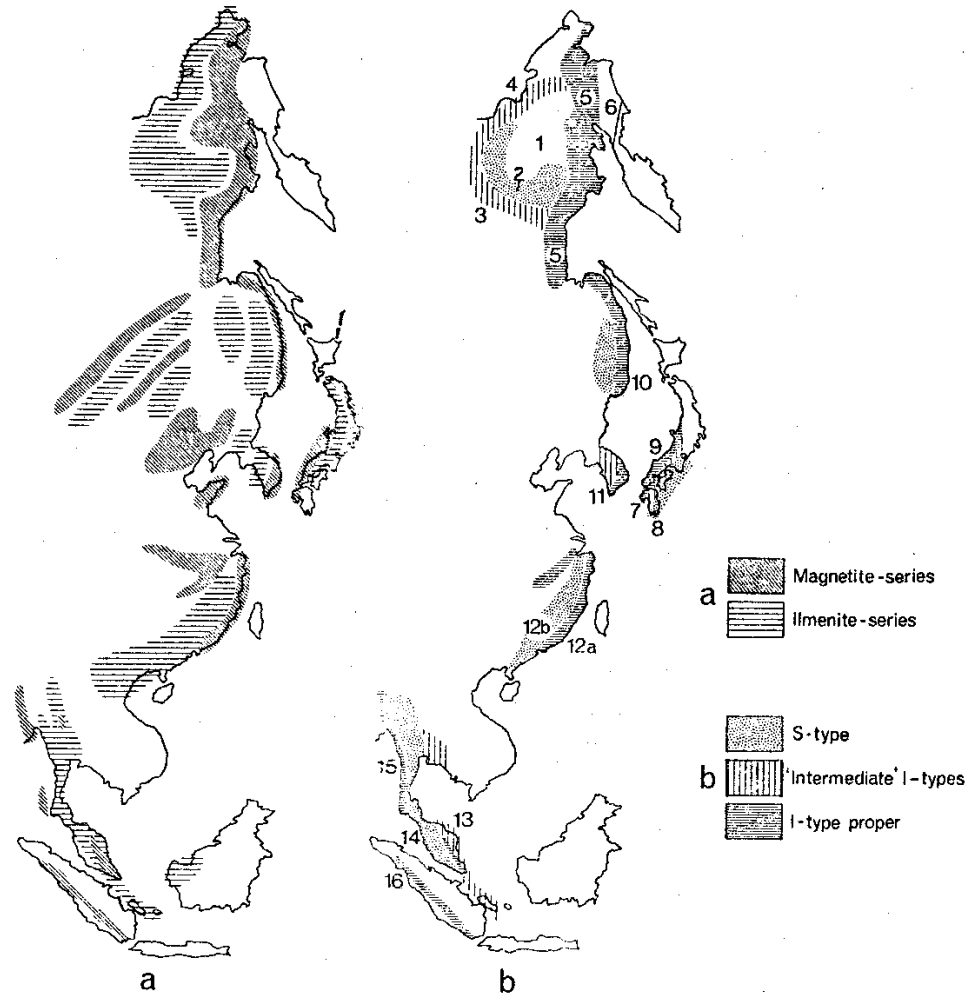 4
5
6
1
2
3
5
10
9
11
7
8
12b
12a
13
14
16
a
Magnetite-series
Ilmenite-series
b
S-type
'Intermediate' I-types
I-type proper
a
b